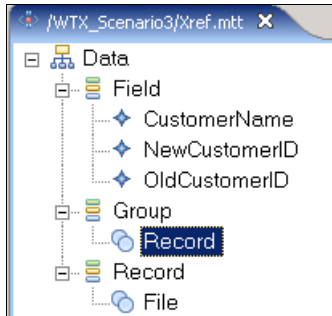 /WTX_Scenario3/Xref.mtt
Data
Field
CustomerName
NewCustomerID
OldCustomerID
Group
Record
Record
File